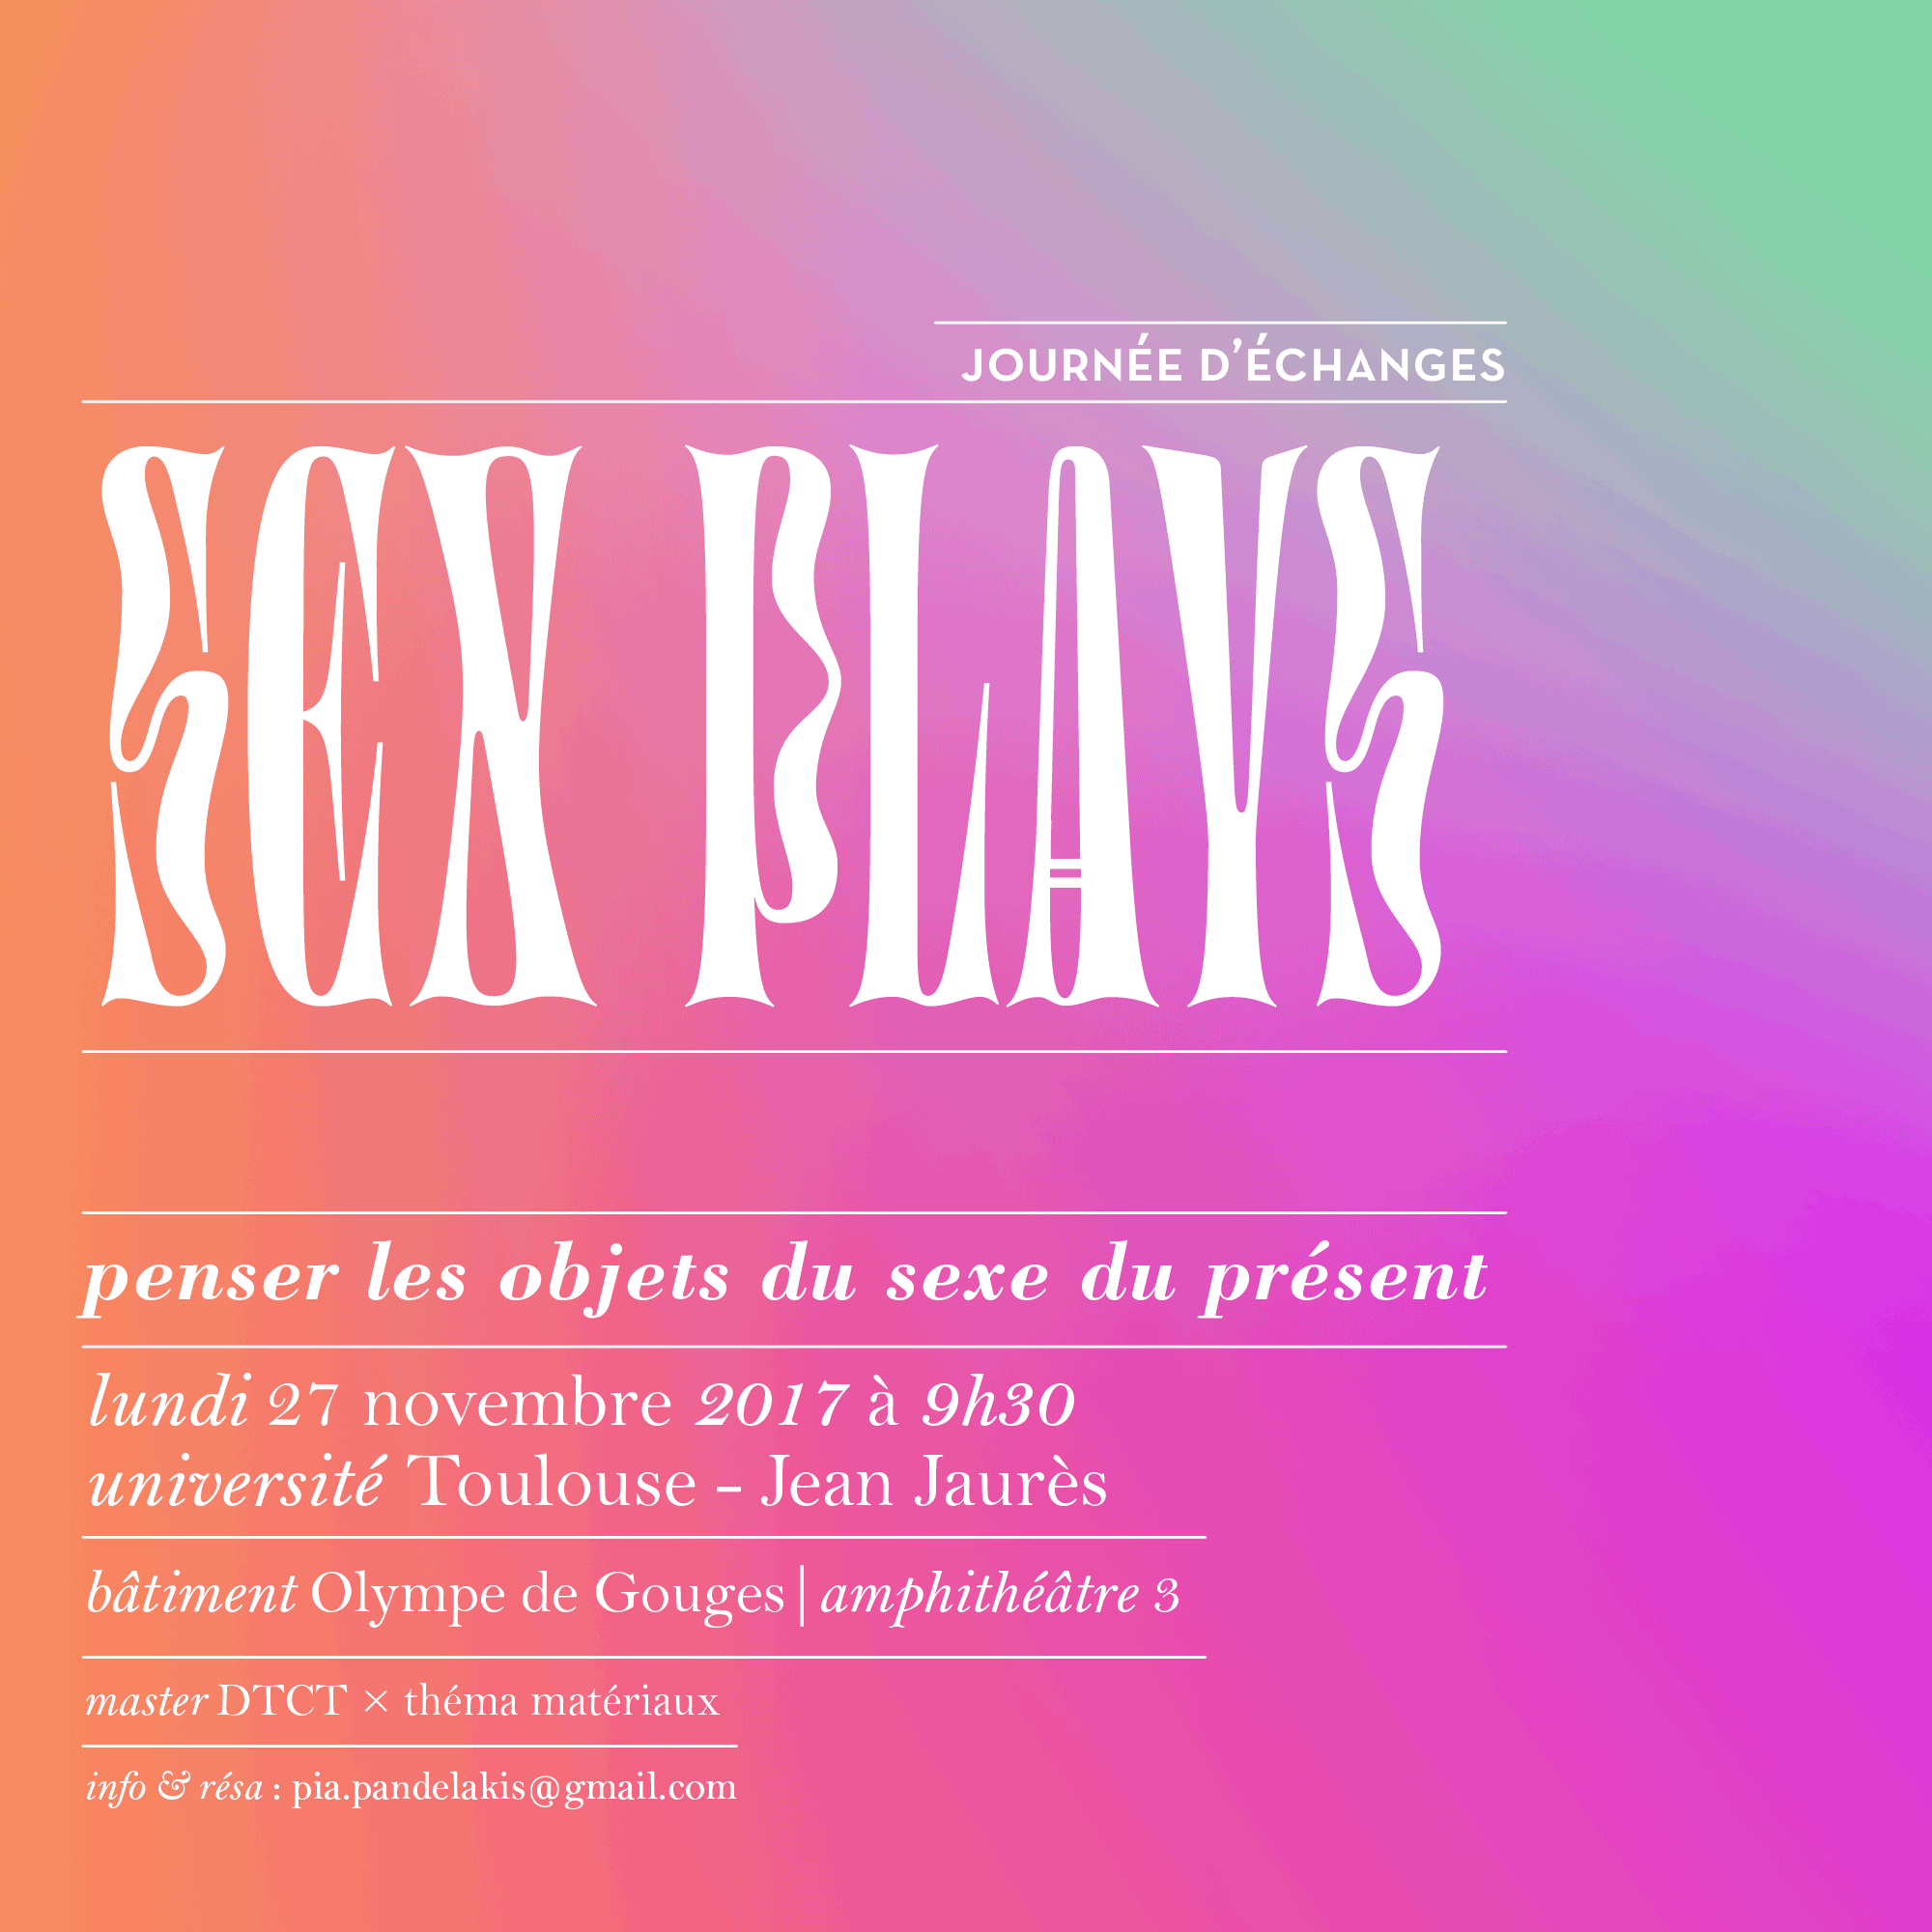 JOURNÉE D’ÉCHANGES
SEX PLAYS
penser les objets du sexe du présent
lundi 27 novembre 2017 à 9h30
université Toulouse – Jean Jaurès
bâtiment Olympe de Gouges | amphithéâtre 3
master DTCT × théma matériaux
info & résa : pia.pandelakis@gmail.com